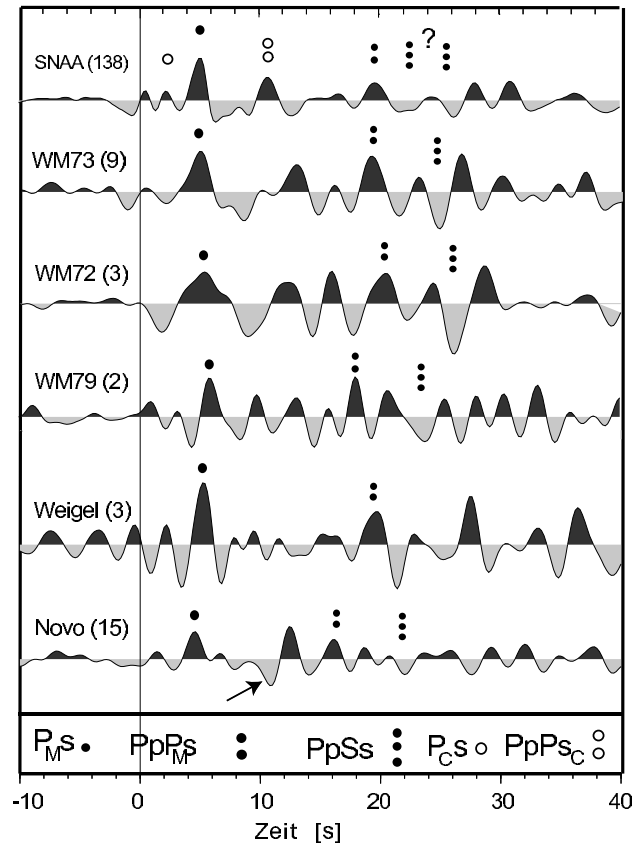 ?
SNAA (138)
WM73 (9)
WM72 (3)
WM79 (2)
Weigel (3)
Novo (15)
PMs PpPMs PpSs PCs PpPsC
-10 0 10 20 30 40
Zeit [s]